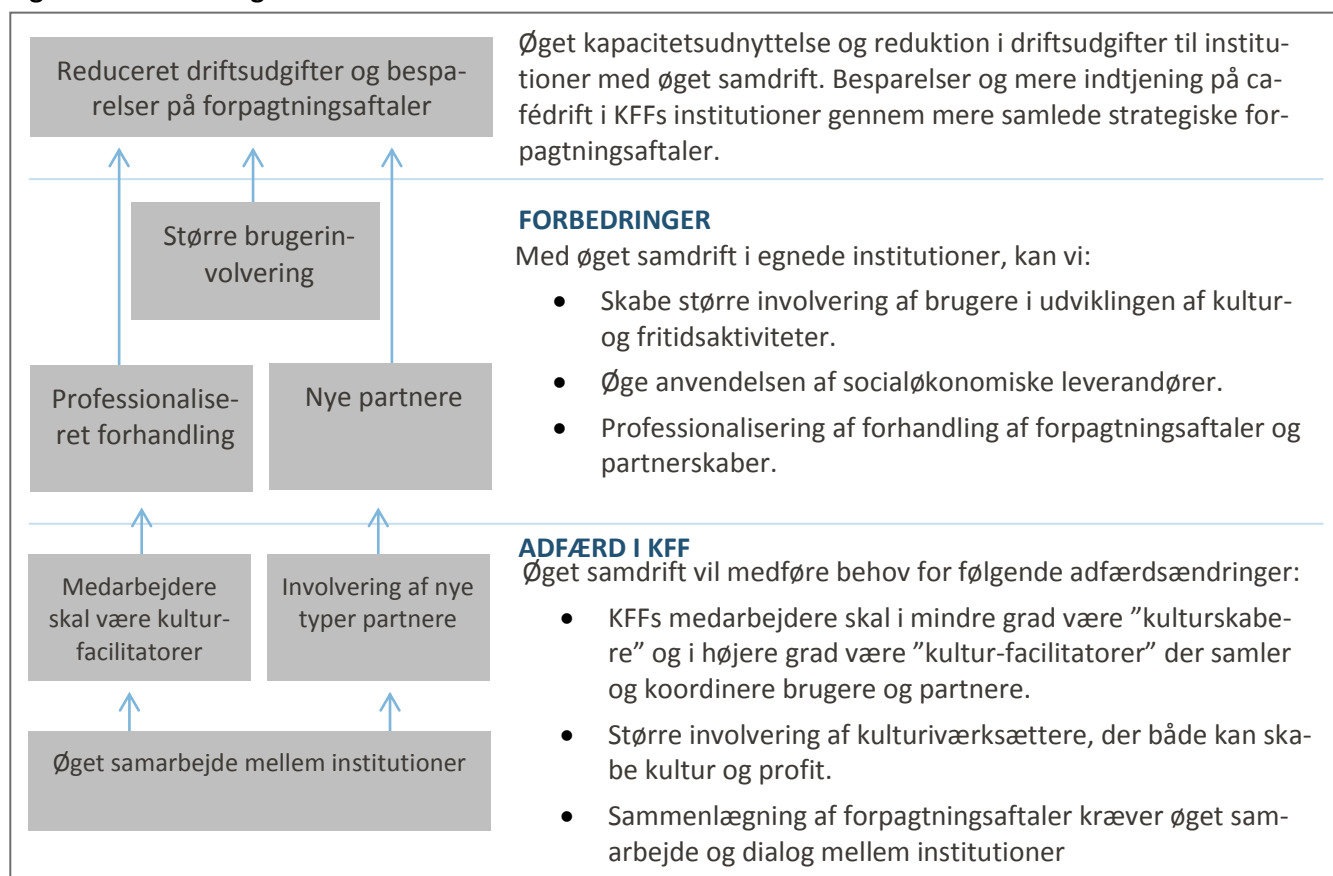 Reduceret driftsudgifter og bespa-
relser på forpagtningsaftaler
Øget kapacitetsudnyttelse og reduktion i driftsudgifter til institu-
tioner med øget samdrift. Besparelser og mere indtjening på ca-
fédrift i KFFs institutioner gennem mere samlede strategiske for-
pagtningsaftaler.
Større brugerin-
volvering
Professionalise-
ret forhandling
Nye partnere
FORBEDRINGER
Med øget samdrift i egnede institutioner, kan vi:
• Skabe større involvering af brugere i udviklingen af kultur-
og fritidsaktiviteter.
• Øge anvendelsen af socialøkonomiske leverandører.
• Professionalisering af forhandling af forpagtningsaftaler og
partnerskaber.
Medarbejdere
skal være kultur-
facilitatorer
Involvering af nye
typer partnere
Øget samarbejde mellem institutioner
ADFÆRD I KFF
Øget samdrift vil medføre behov for følgende adfærdsændringer:
• KFFs medarbejdere skal i mindre grad være ”kulturskabe-
re” og i højere grad være ”kultur-facilitatorer” der samler
og koordinere brugere og partnere.
• Større involvering af kulturiværksættere, der både kan ska-
be kultur og profit.
• Sammenlægning af forpagtningsaftaler kræver øget sam-
arbejde og dialog mellem institutioner